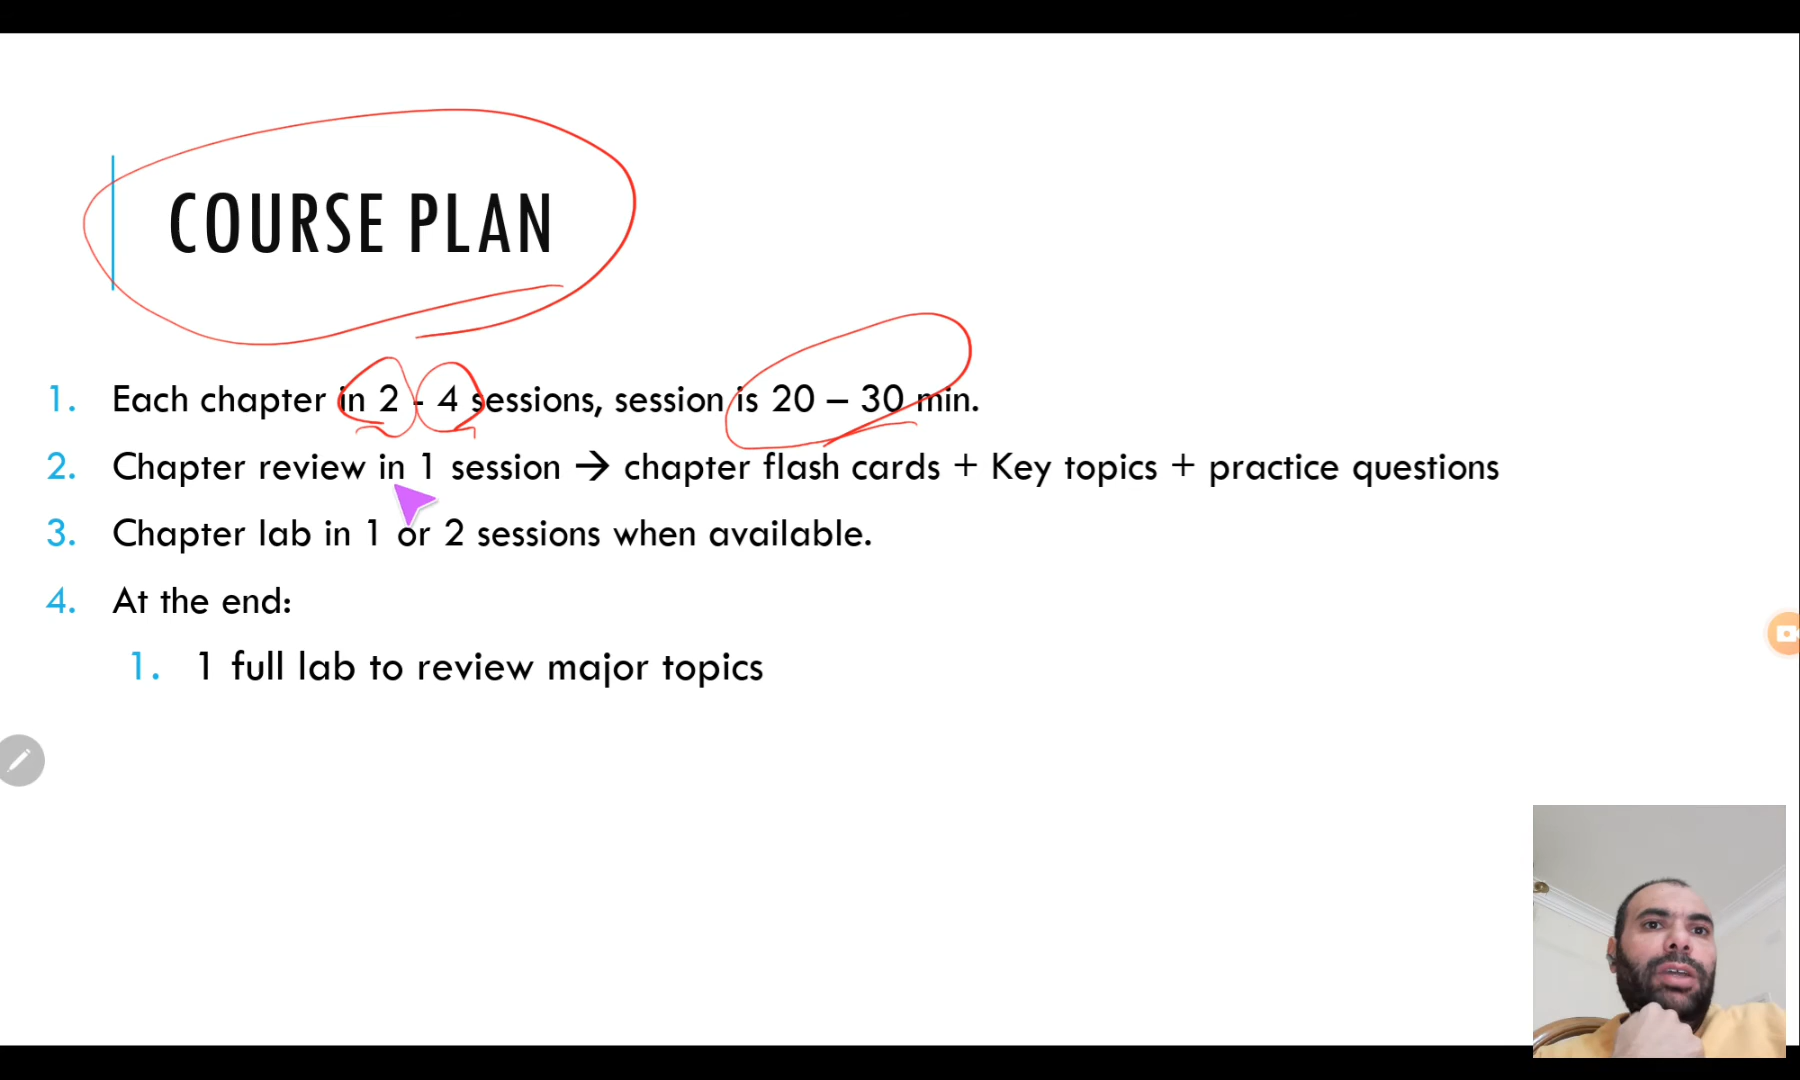 COURSE PLAN
1. Each chapter in 2 - 4 sessions, session is 20 – 30 min.
2. Chapter review in 1 session → chapter flash cards + Key topics + practice questions
3. Chapter lab in 1 or 2 sessions when available.
4. At the end:
1. 1 full lab to review major topics